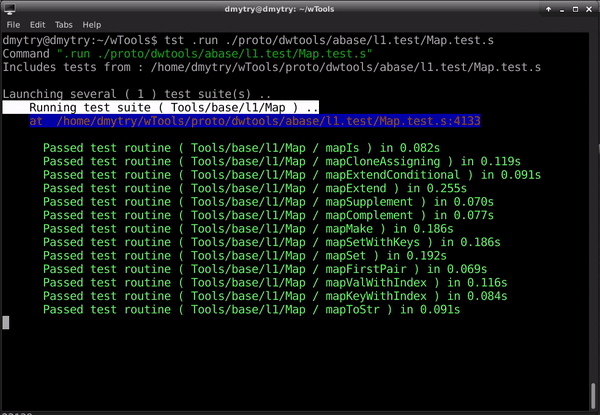 dmytry@dmytry: ~/wTools
File Edit Tabs Help
dmytry@dmytry:~/wTools$ tst .run ./proto/dwtools/abase/l1.test/Map.test.s
Command ".run ./proto/dwtools/abase/l1.test/Map.test.s"
Includes tests from : /home/dmytry/wTools/proto/dwtools/abase/l1.test/Map.test.s
Launching several ( 1 ) test suite(s) ..
Running test suite ( Tools/base/l1/Map ) ..
at /home/dmytry/wTools/proto/dwtools/abase/l1.test/Map.test.s:4133
Passed test routine ( Tools/base/l1/Map / mapIs ) in 0.082s
Passed test routine ( Tools/base/l1/Map / mapCloneAssigning ) in 0.119s
Passed test routine ( Tools/base/l1/Map / mapExtendConditional ) in 0.091s
Passed test routine ( Tools/base/l1/Map / mapExtend ) in 0.255s
Passed test routine ( Tools/base/l1/Map / mapSupplement ) in 0.070s
Passed test routine ( Tools/base/l1/Map / mapComplement ) in 0.077s
Passed test routine ( Tools/base/l1/Map / mapMake ) in 0.186s
Passed test routine ( Tools/base/l1/Map / mapSetWithKeys ) in 0.186s
Passed test routine ( Tools/base/l1/Map / mapSet ) in 0.192s
Passed test routine ( Tools/base/l1/Map / mapFirstPair ) in 0.069s
Passed test routine ( Tools/base/l1/Map / mapValWithIndex ) in 0.116s
Passed test routine ( Tools/base/l1/Map / mapKeyWithIndex ) in 0.084s
Passed test routine ( Tools/base/l1/Map / mapToStr ) in 0.091s